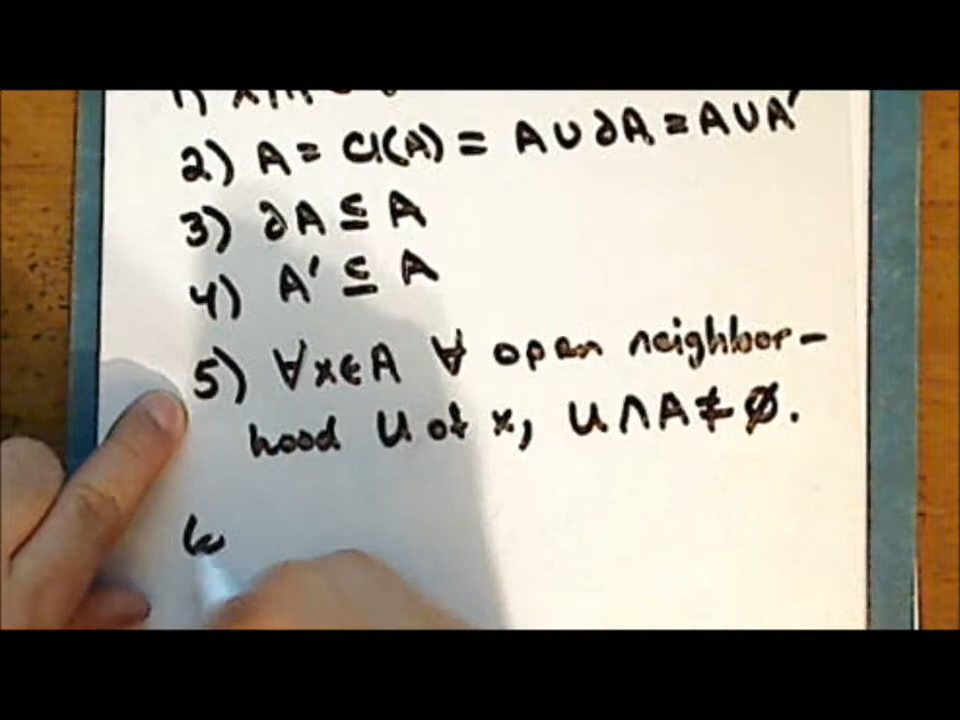 2) A = Cl(A) = A∪∂A = A∪A'
3) ∂A ⊆ A
4) A' ⊆ A
5) ∀x∈A ∀ open neighbor-
hood U of x, U∩A ≠ ∅.